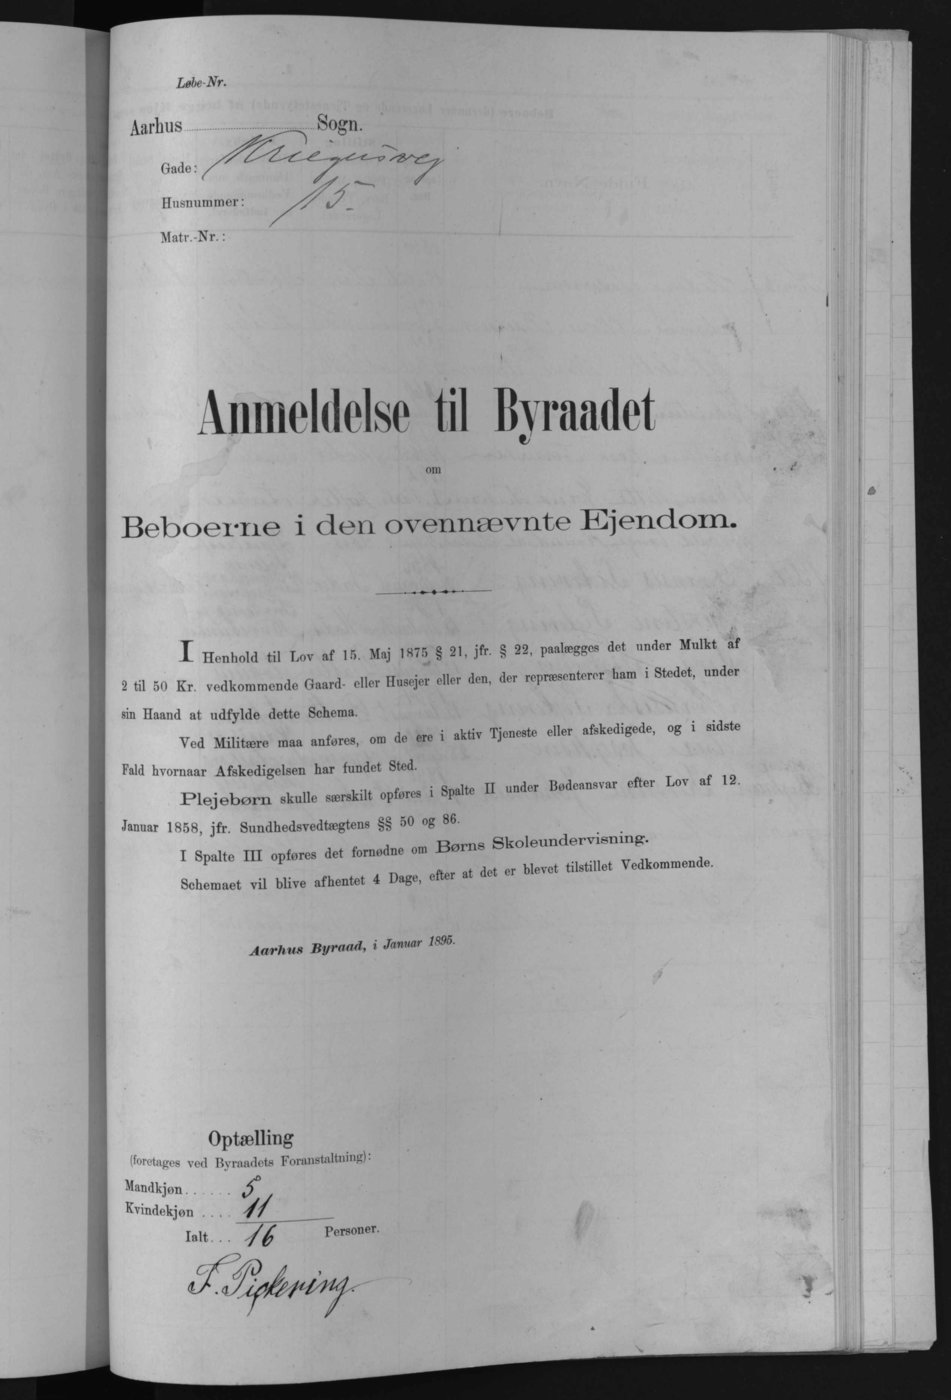 Løbe-Nr.
Aarhus Sogn.
Gade: Kriegersvej
Husnummer: 15.
Matr.-Nr.:
Anmeldelse til Byraadet
om
Beboerne i den ovennævnte Ejendom.
I Henhold til Lov af 15. Maj 1875 § 21, jfr. § 22, paalægges det under Mulkt af
2 til 50 Kr. vedkommende Gaard- eller Husejer eller den, der repræsenterer ham i Stedet, under
sin Haand at udfylde dette Schema.
Ved Militære maa anføres, om de ere i aktiv Tjeneste eller afskedigede, og i sidste
Fald hvornaar Afskedigelsen har fundet Sted.
Plejebørn skulle særskilt opføres i Spalte II under Bødeansvar efter Lov af 12.
Januar 1858, jfr. Sundhedsvedtægtens §§ 50 og 86.
I Spalte III opføres det fornødne om Børns Skoleundervisning.
Schemaet vil blive afhentet 4 Dage, efter at det er blevet tilstillet Vedkommende.
Aarhus Byraad, i Januar 1895.
Optælling
(foretages ved Byraadets Foranstaltning):
Mandkjøn...... 5
Kvindekjøn .... 11
Ialt... 16 Personer.
F. Pickering.